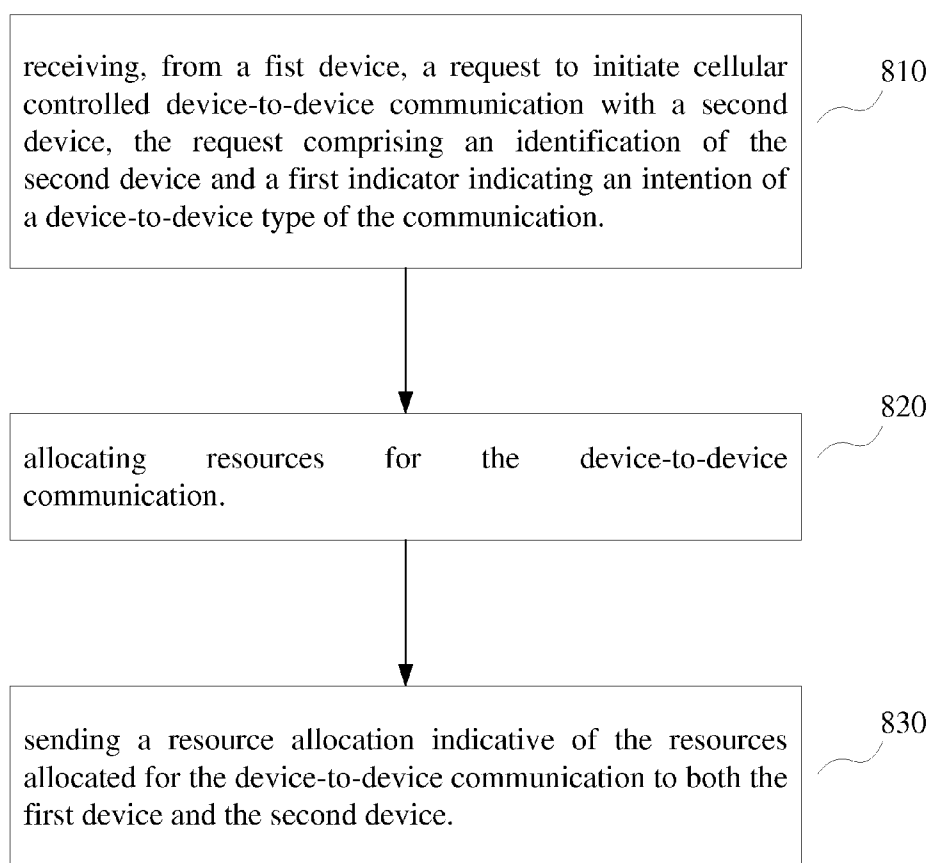 receiving, from a fist device, a request to initiate cellular
controlled device-to-device communication with a second
device, the request comprising an identification of the
second device and a first indicator indicating an intention of
a device-to-device type of the communication.
810
allocating resources for the device-to-device
communication.
820
sending a resource allocation indicative of the resources
allocated for the device-to-device communication to both the
first device and the second device.
830